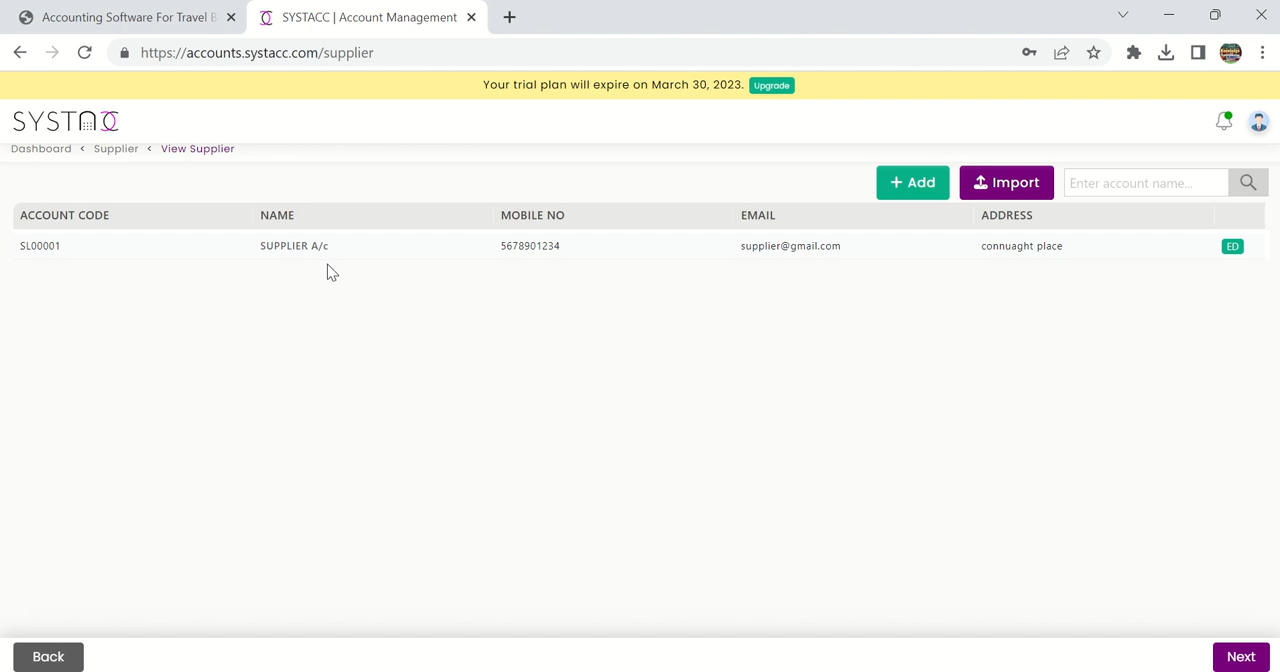 Accounting Software For Travel B
SYSTACC | Account Management
https://accounts.systacc.com/supplier
Your trial plan will expire on March 30, 2023. Upgrade
SYSTACC
Dashboard < Supplier < View Supplier
+ Add Import Enter account name...
ACCOUNT CODE NAME MOBILE NO EMAIL ADDRESS
SL00001 SUPPLIER A/c 5678901234 supplier@gmail.com connuaght place ED
Back Next